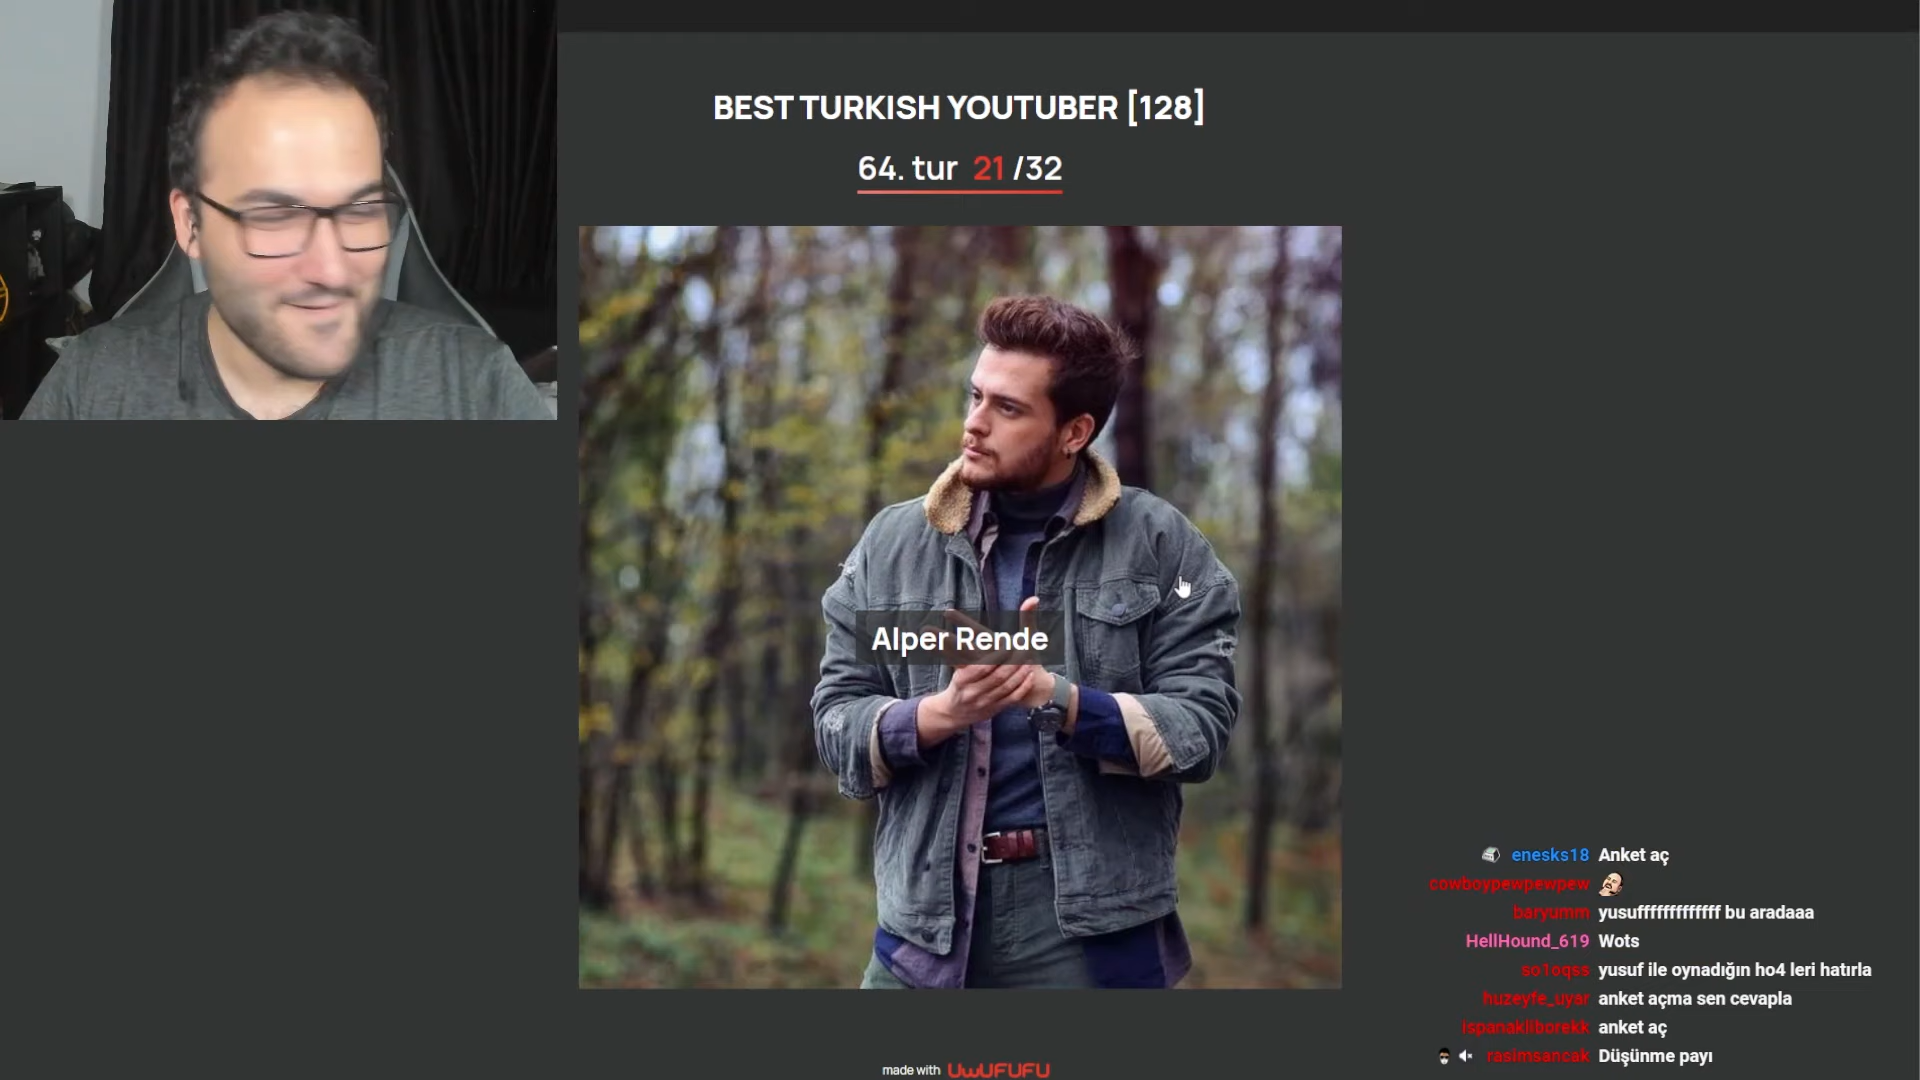 BEST TURKISH YOUTUBER [128]
64. tur 21 /32
Alper Rende
enesks18 Anket aç
cowboypewpewpew
baryumm yusufffffffffffff bu aradaaa
HellHound_619 Wots
so1oqss yusuf ile oynadığın ho4 leri hatırla
huzeyfe_uyar anket açma sen cevapla
ispanakliborekk anket aç
rasimsancak Düşünme payı
made with UwUFUFU